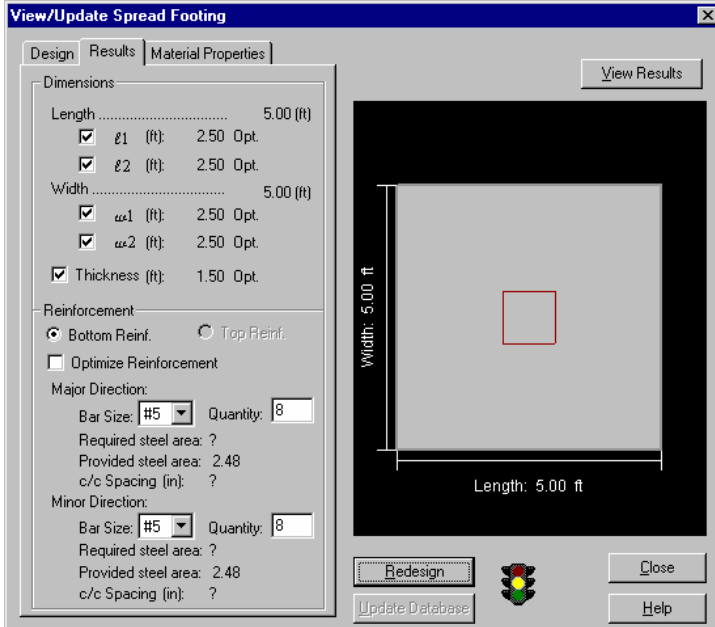 View/Update Spread Footing
Design Results Material Properties
View Results
Dimensions
Length .............................. 5.00 (ft)
ℓ1 (ft): 2.50 Opt.
ℓ2 (ft): 2.50 Opt.
Width ............................... 5.00 (ft)
w1 (ft): 2.50 Opt.
w2 (ft): 2.50 Opt.
Thickness (ft): 1.50 Opt.
Reinforcement
Bottom Reinf. Top Reinf.
Optimize Reinforcement
Major Direction:
Bar Size: #5 Quantity: 8
Required steel area: ?
Provided steel area: 2.48
c/c Spacing (in): ?
Minor Direction:
Bar Size: #5 Quantity: 8
Required steel area: ?
Provided steel area: 2.48
c/c Spacing (in): ?
Width: 5.00 ft
Length: 5.00 ft
Redesign
Close
Update Database
Help